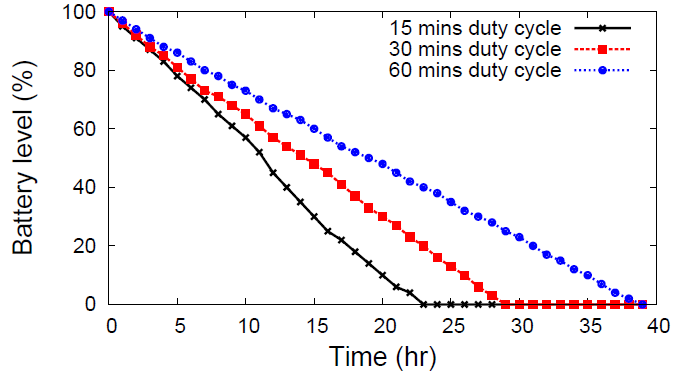 100
80
60
40
20
0
Battery level (%)
15 mins duty cycle
30 mins duty cycle
60 mins duty cycle
0 5 10 15 20 25 30 35 40
Time (hr)